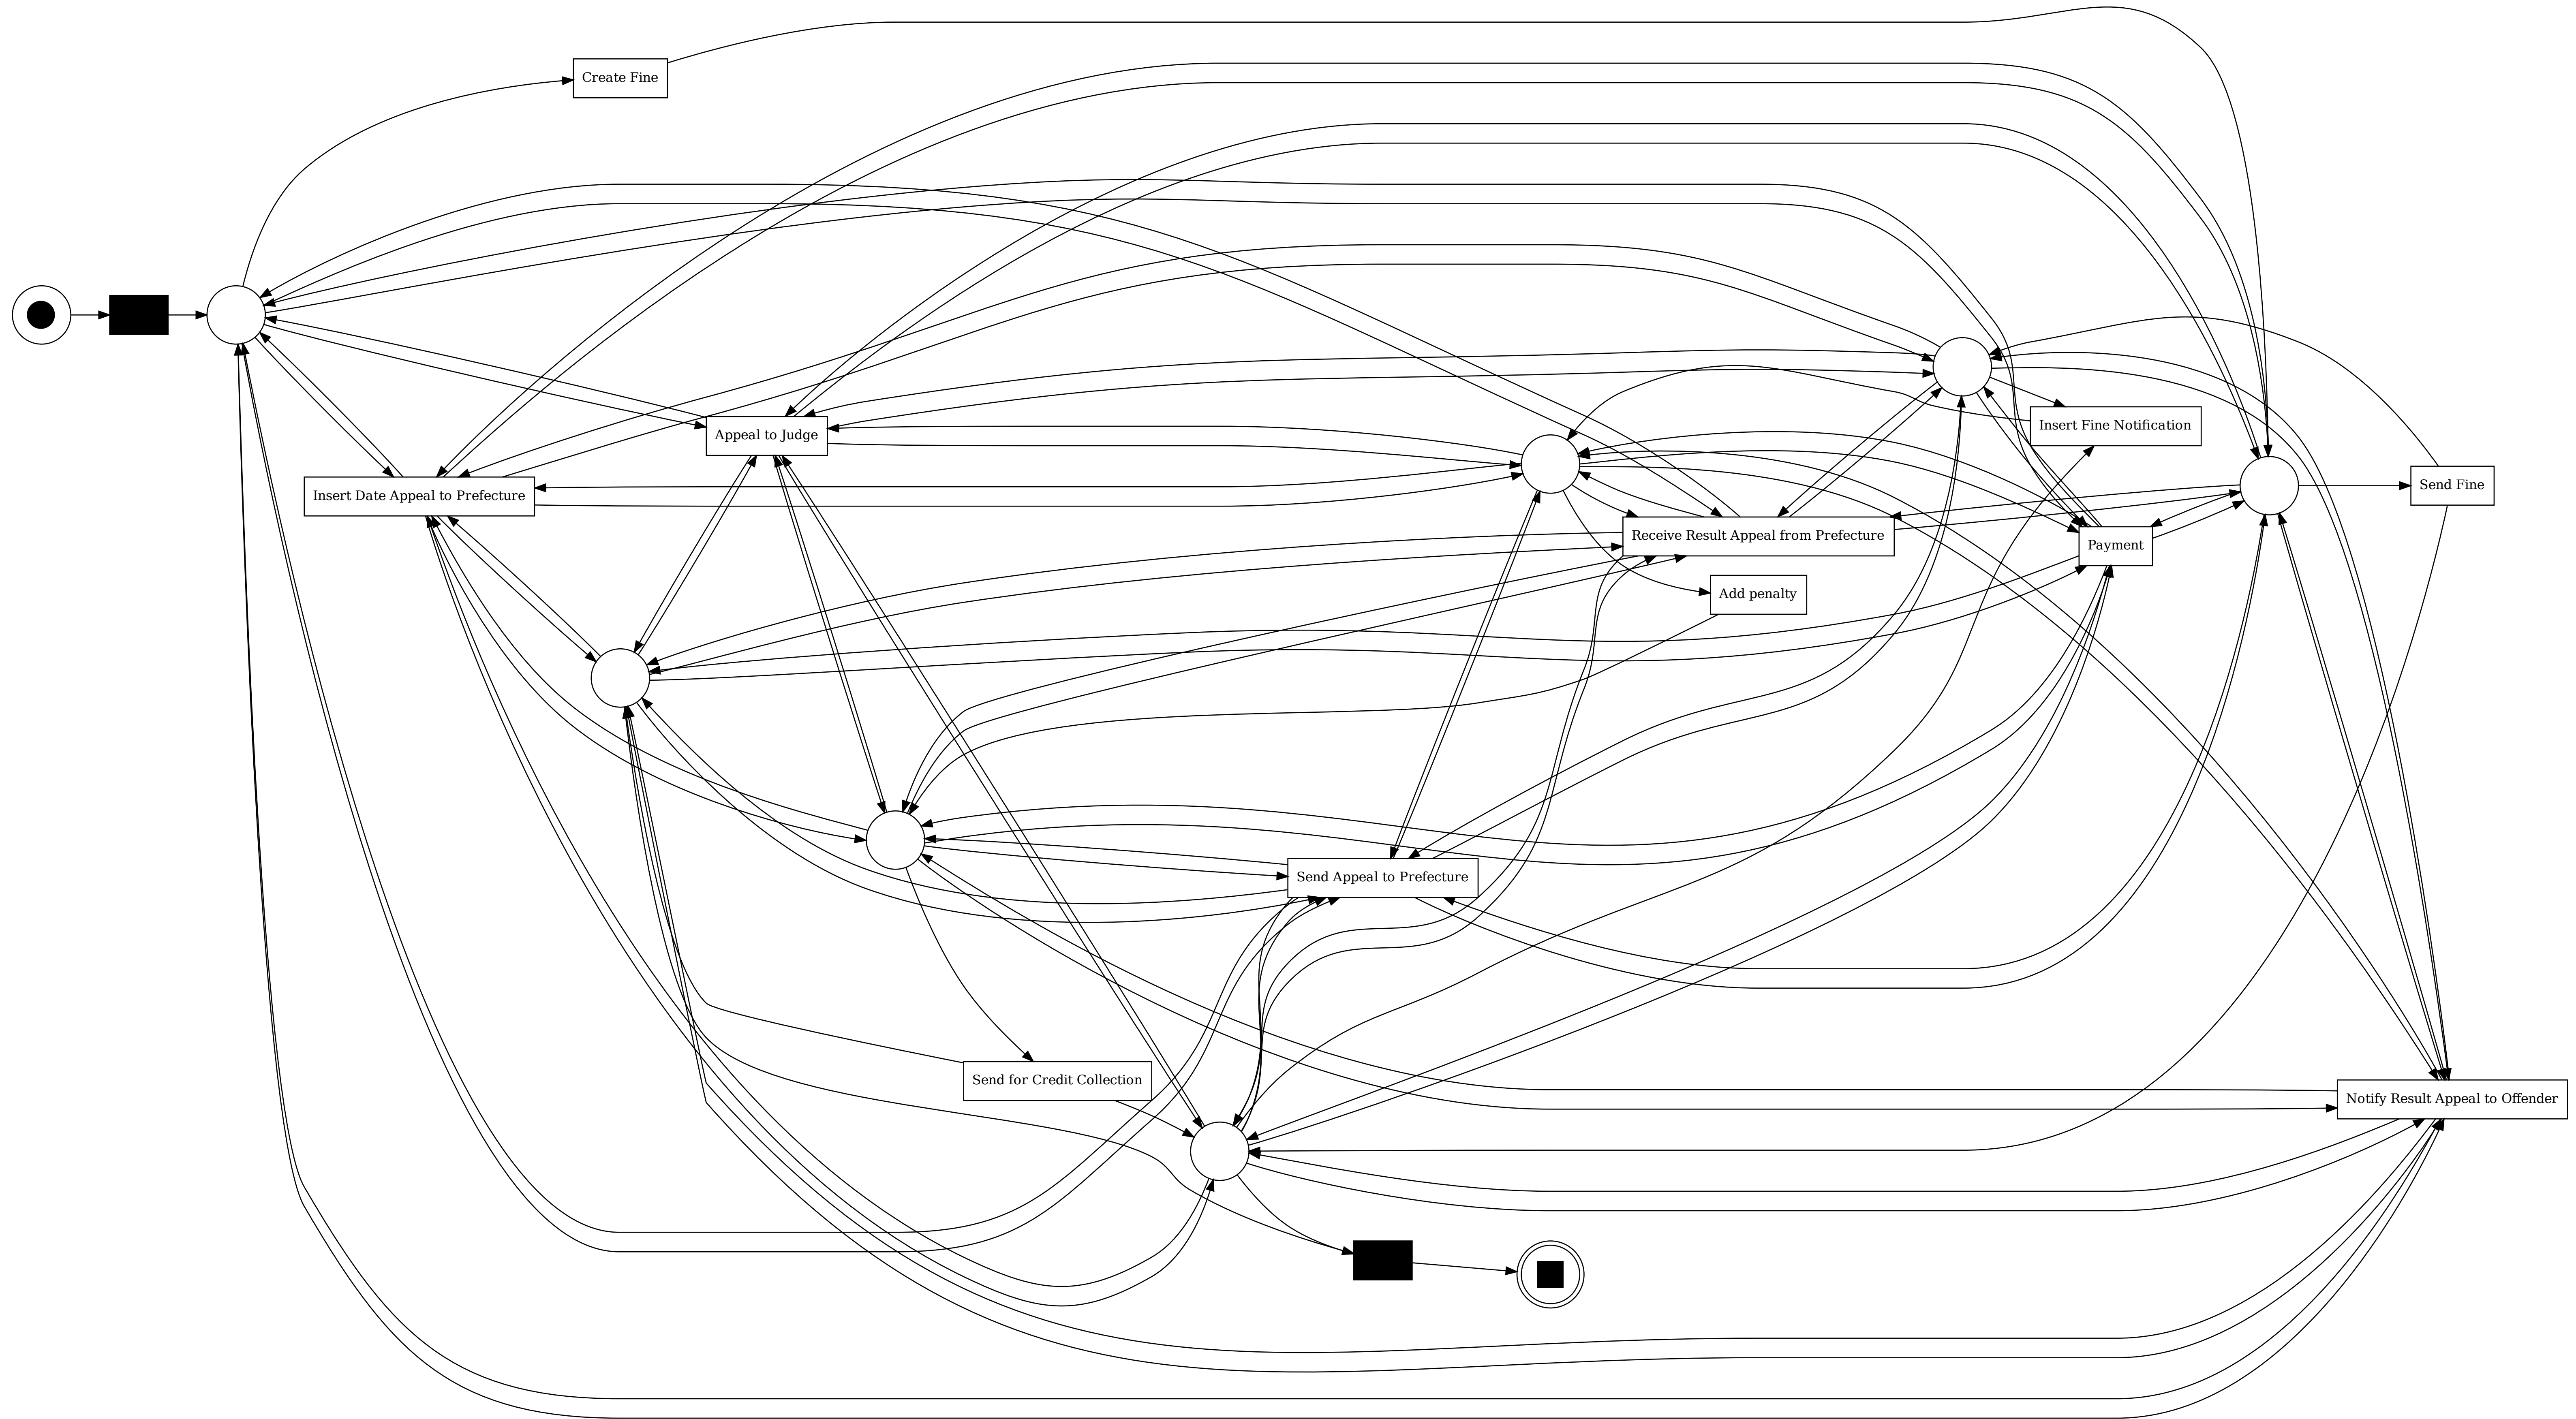 Create Fine
Appeal to Judge
Insert Fine Notification
Send Fine
Insert Date Appeal to Prefecture
Receive Result Appeal from Prefecture
Payment
Add penalty
Send Appeal to Prefecture
Send for Credit Collection
Notify Result Appeal to Offender